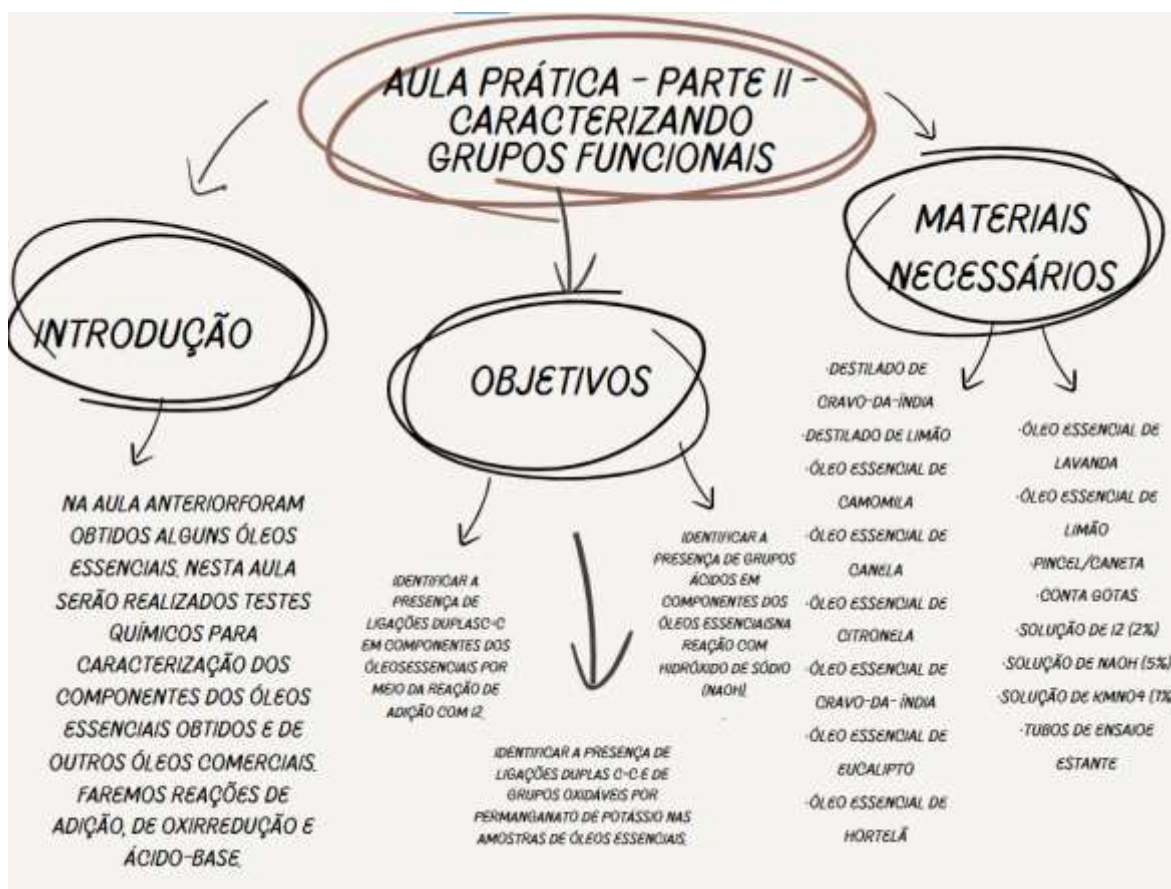 AULA PRÁTICA - PARTE II -
CARACTERIZANDO
GRUPOS FUNCIONAIS
INTRODUÇÃO
NA AULA ANTERIORFORAM
OBTIDOS ALGUNS ÓLEOS
ESSENCIAIS. NESTA AULA
SERÃO REALIZADOS TESTES
QUÍMICOS PARA
CARACTERIZAÇÃO DOS
COMPONENTES DOS ÓLEOS
ESSENCIAIS OBTIDOS E DE
OUTROS ÓLEOS COMERCIAIS.
FAREMOS REAÇÕES DE
ADIÇÃO, DE OXIRREDUÇÃO E
ÁCIDO-BASE.
OBJETIVOS
IDENTIFICAR A
PRESENÇA DE
LIGAÇÕES DUPLASC=C
EM COMPONENTES DOS
ÓLEOSESSENCIAIS POR
MEIO DA REAÇÃO DE
ADIÇÃO COM I2.
IDENTIFICAR A PRESENÇA DE
LIGAÇÕES DUPLAS C=C E DE
GRUPOS OXIDÁVEIS POR
PERMANGANATO DE POTÁSSIO NAS
AMOSTRAS DE ÓLEOS ESSENCIAIS.
IDENTIFICAR A
PRESENÇA DE GRUPOS
ÁCIDOS EM
COMPONENTES DOS
ÓLEOS ESSENCIAISNA
REAÇÃO COM
HIDRÓXIDO DE SÓDIO
(NAOH).
MATERIAIS
NECESSÁRIOS
·DESTILADO DE
CRAVO-DA-ÍNDIA
·DESTILADO DE LIMÃO
·ÓLEO ESSENCIAL DE
CAMOMILA
·ÓLEO ESSENCIAL DE
CANELA
·ÓLEO ESSENCIAL DE
CITRONELA
·ÓLEO ESSENCIAL DE
CRAVO-DA- ÍNDIA
·ÓLEO ESSENCIAL DE
EUCALIPTO
·ÓLEO ESSENCIAL DE
HORTELÃ
·ÓLEO ESSENCIAL DE
LAVANDA
·ÓLEO ESSENCIAL DE
LIMÃO
·PINCEL/CANETA
·CONTA GOTAS
·SOLUÇÃO DE I2 (2%)
·SOLUÇÃO DE NAOH (5%)
·SOLUÇÃO DE KMNO4 (1%
·TUBOS DE ENSAIOE
ESTANTE